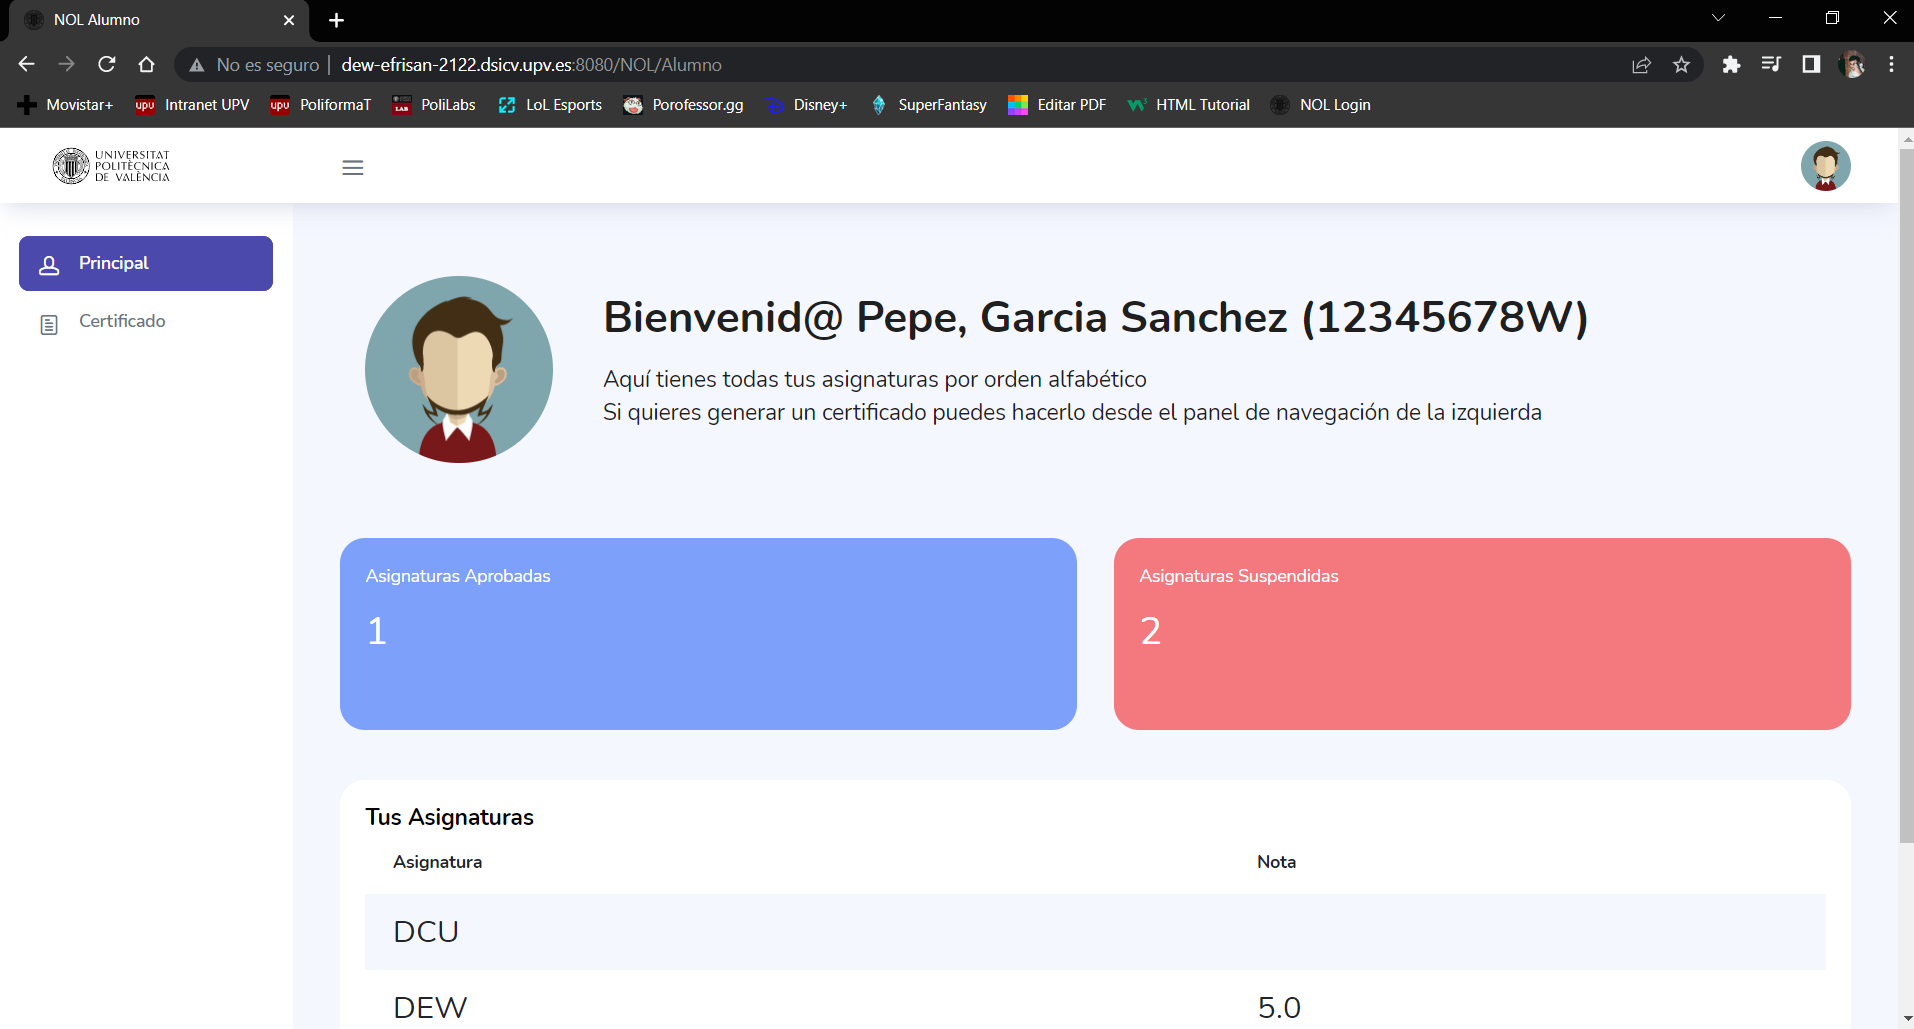 NOL Alumno
No es seguro | dew-efrisan-2122.dsicv.upv.es:8080/NOL/Alumno
Movistar+ upv Intranet UPV upv PoliformaT LAB PoliLabs LoL Esports Porofessor.gg Disney+ SuperFantasy Editar PDF HTML Tutorial NOL Login
UNIVERSITAT
POLITÈCNICA
DE VALÈNCIA
Principal
Certificado
Bienvenid@ Pepe, Garcia Sanchez (12345678W)
Aquí tienes todas tus asignaturas por orden alfabético
Si quieres generar un certificado puedes hacerlo desde el panel de navegación de la izquierda
Asignaturas Aprobadas
1
Asignaturas Suspendidas
2
Tus Asignaturas
Asignatura Nota
DCU
DEW 5.0